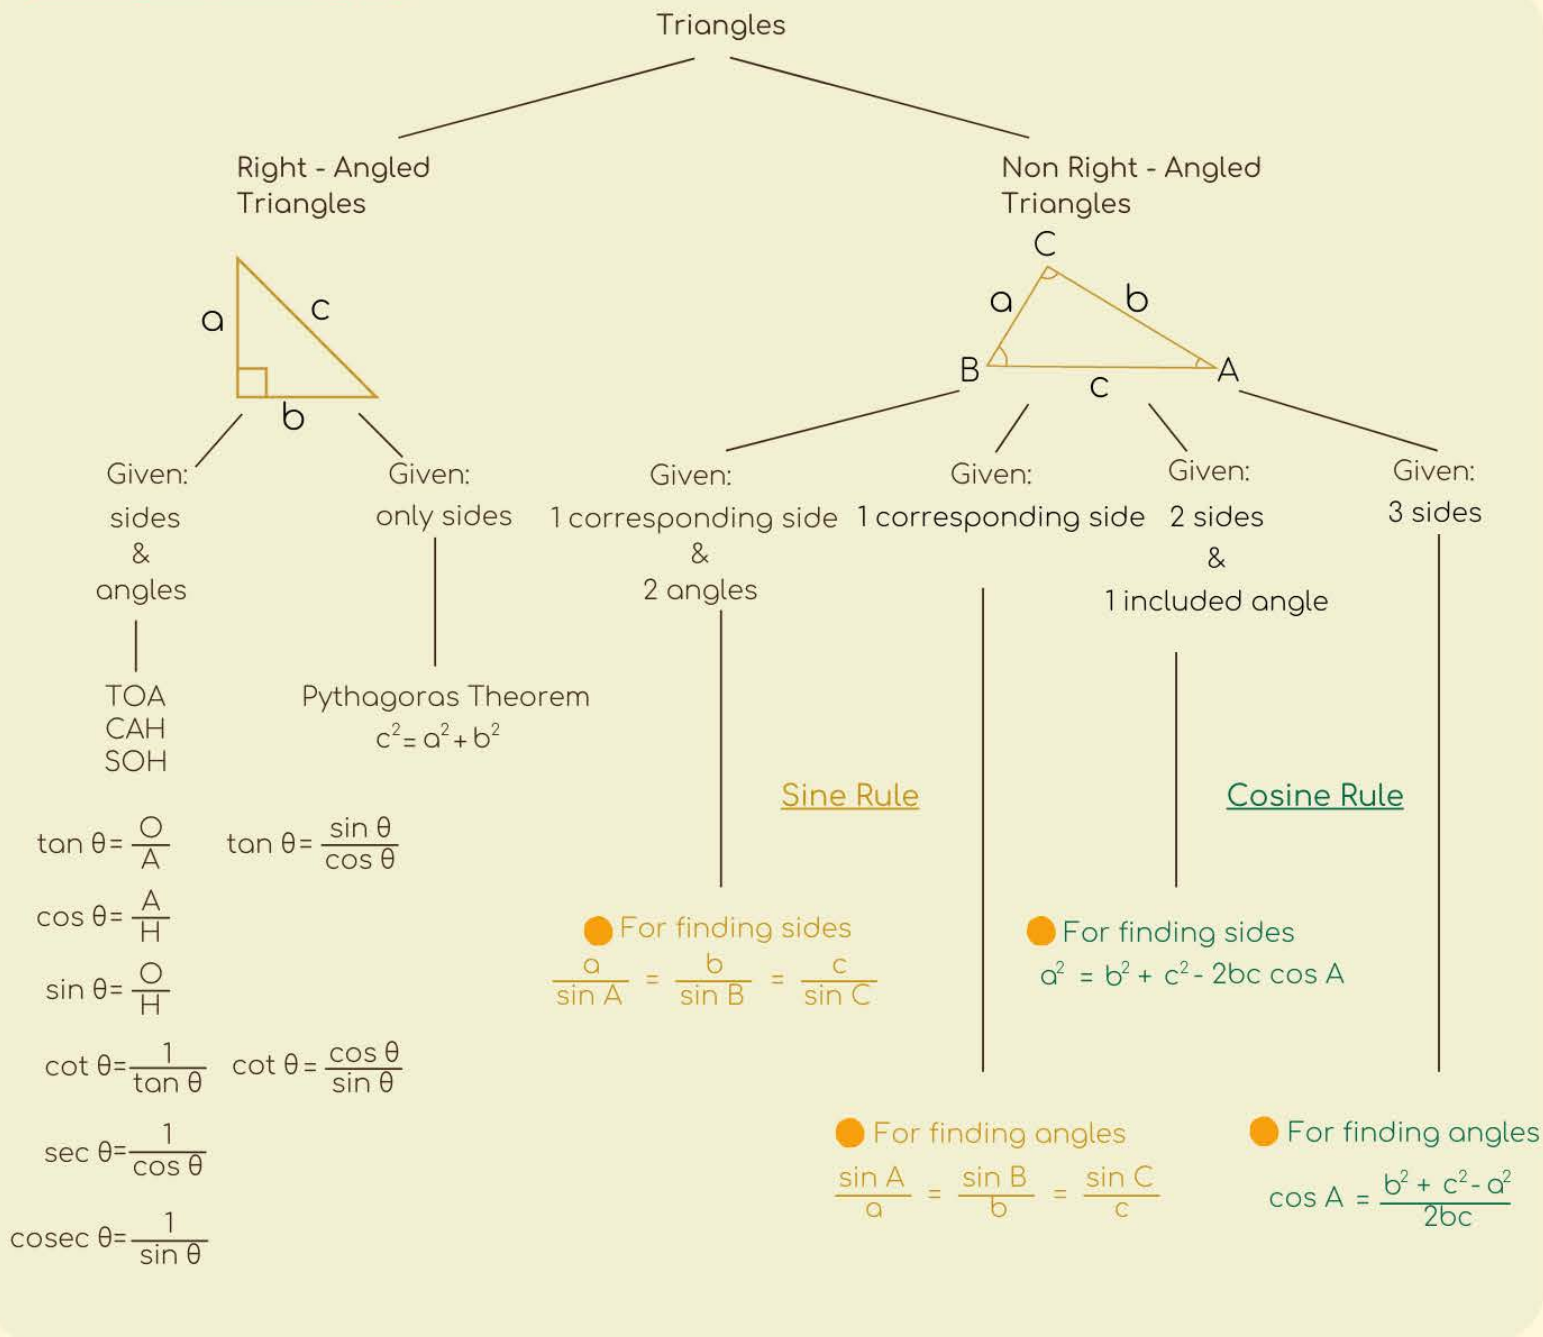 Triangles
Right - Angled
Triangles
a
c
b
Non Right - Angled
Triangles
C
a
b
B
c
A
Given:
sides
&
angles
TOA
CAH
SOH
Given:
only sides
Pythagoras Theorem
c² = a² + b²
Given:
1 corresponding side
&
2 angles
Given:
1 corresponding side
Given:
2 sides
&
1 included angle
Given:
3 sides
tan θ = O/A
tan θ = sin θ/cos θ
cos θ = A/H
sin θ = O/H
cot θ = 1/tan θ
cot θ = cos θ/sin θ
sec θ = 1/cos θ
cosec θ = 1/sin θ
Sine Rule
For finding sides
a/sin A = b/sin B = c/sin C
For finding angles
sin A/a = sin B/b = sin C/c
Cosine Rule
For finding sides
a² = b² + c² - 2bc cos A
For finding angles
cos A = b² + c² - a²/2bc